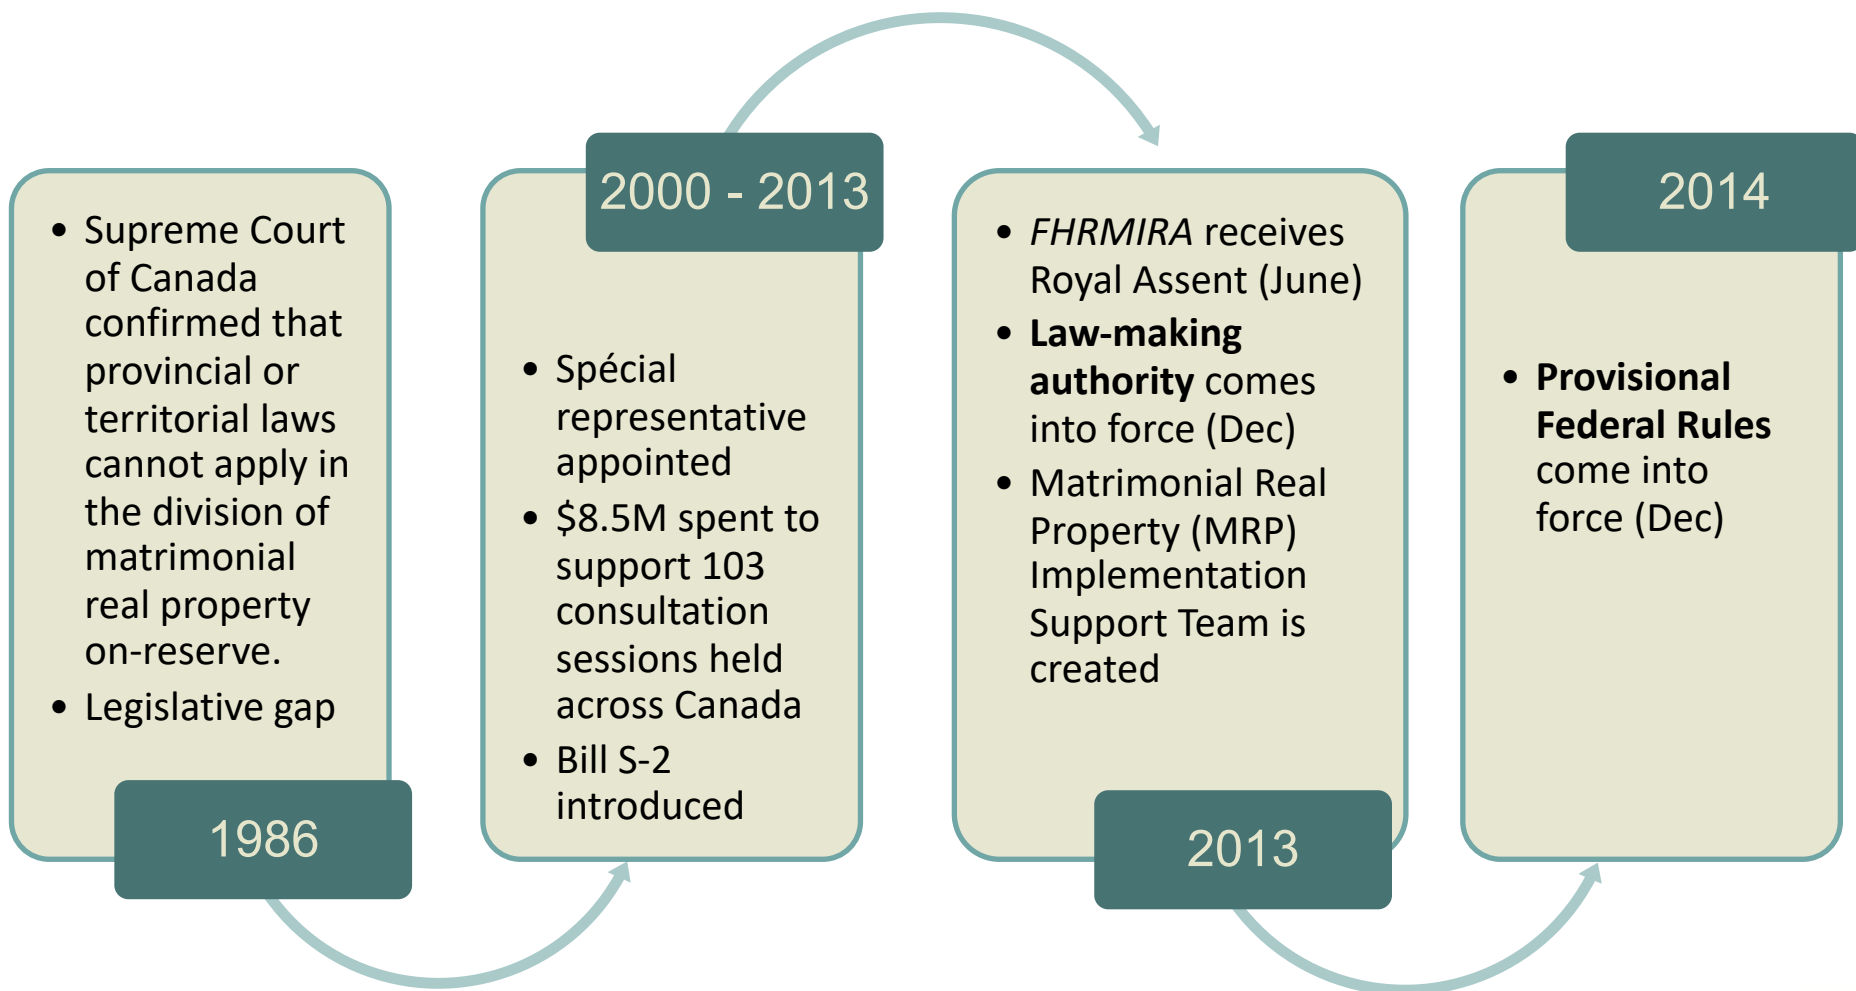 • Supreme Court
of Canada
confirmed that
provincial or
territorial laws
cannot apply in
the division of
matrimonial
real property
on-reserve.
• Legislative gap
1986
2000 - 2013
• Spécial
representative
appointed
• $8.5M spent to
support 103
consultation
sessions held
across Canada
• Bill S-2
introduced
• FHRMIRA receives
Royal Assent (June)
• Law-making
authority comes
into force (Dec)
• Matrimonial Real
Property (MRP)
Implementation
Support Team is
created
2013
2014
• Provisional
Federal Rules
come into
force (Dec)